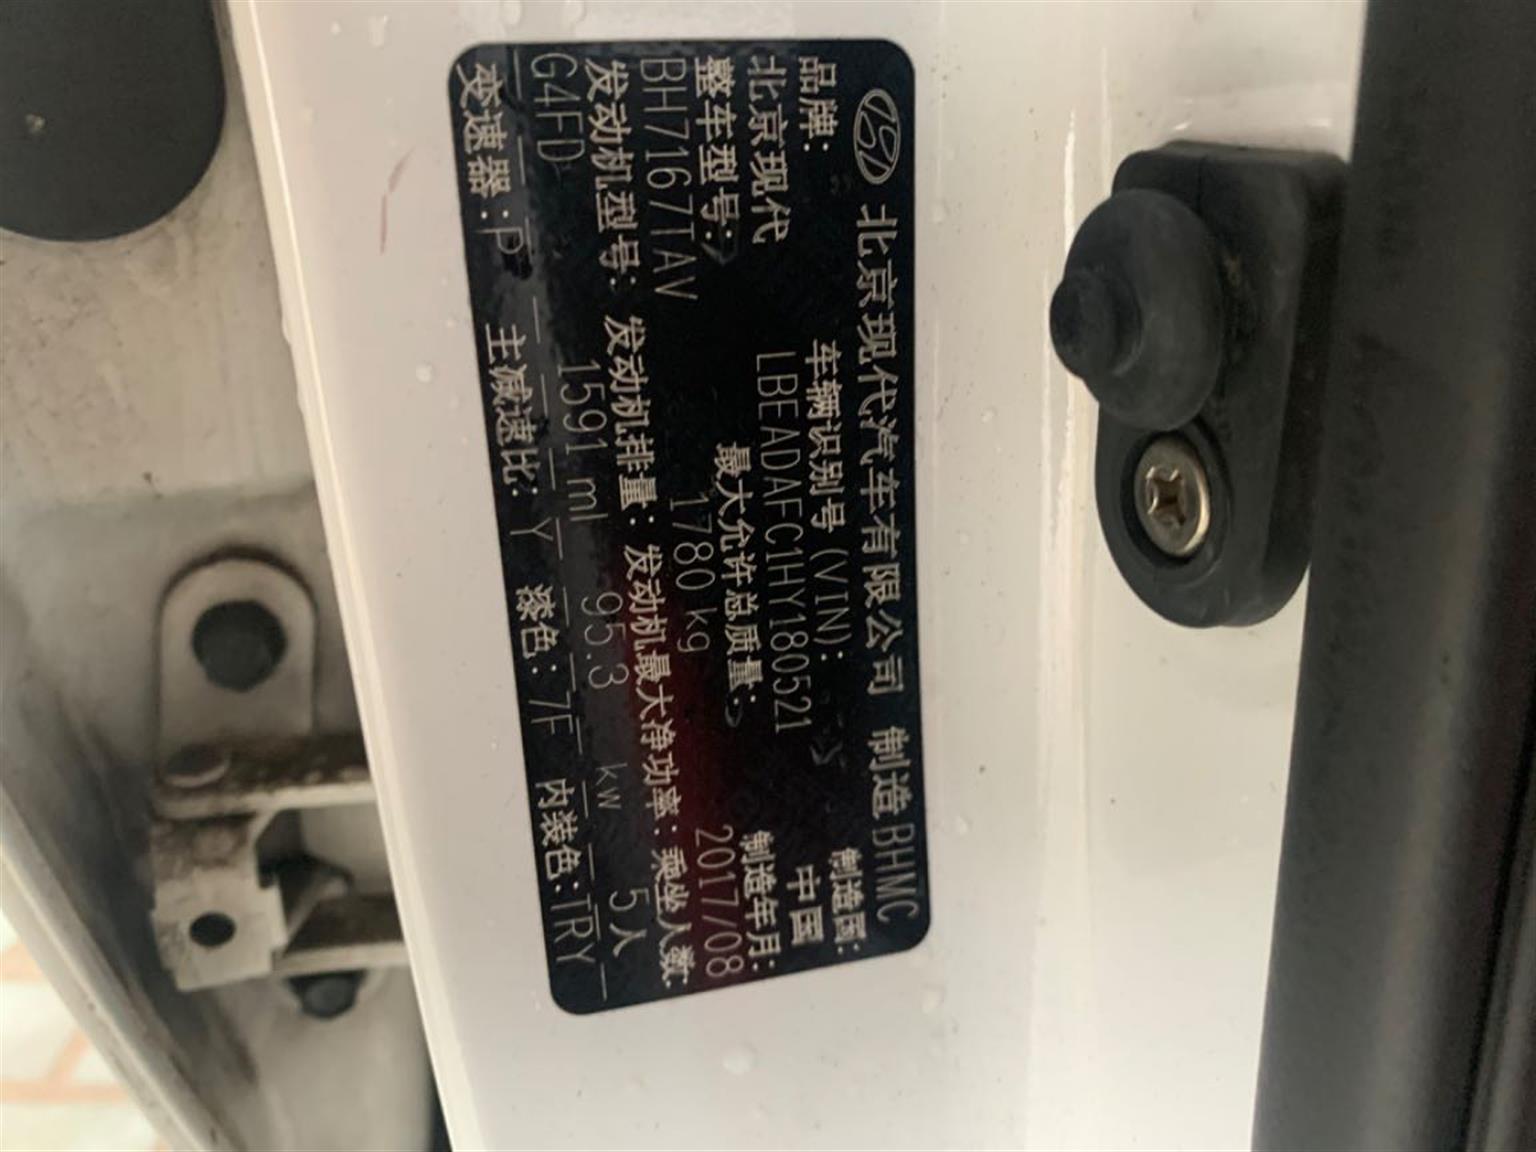 北京现代汽车有限公司 制造 BHMC
品牌: 车辆识别号 (VIN): 制造国:
北京现代 LBEADAFC1HY180521 中国
整车型号: 最大允许总质量: 制造年月:
BH7167TAV 1780 kg 2017/08
发动机型号: 发动机排量: 发动机最大净功率: 乘坐人数:
G4FD 1591 ml 95.3 kw 5人
变速器: P 主减速比: Y 漆色: 7F 内装色: TRY